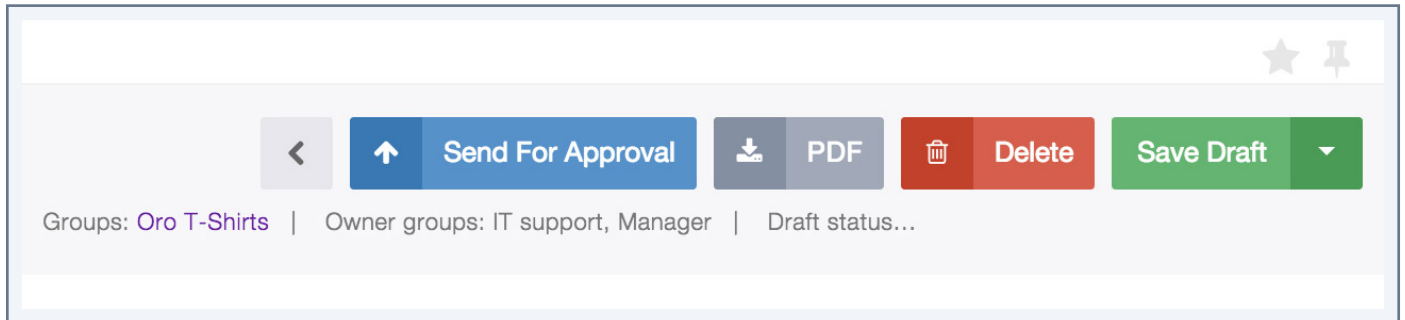 Send For Approval PDF Delete Save Draft
Groups: Oro T-Shirts | Owner groups: IT support, Manager | Draft status...